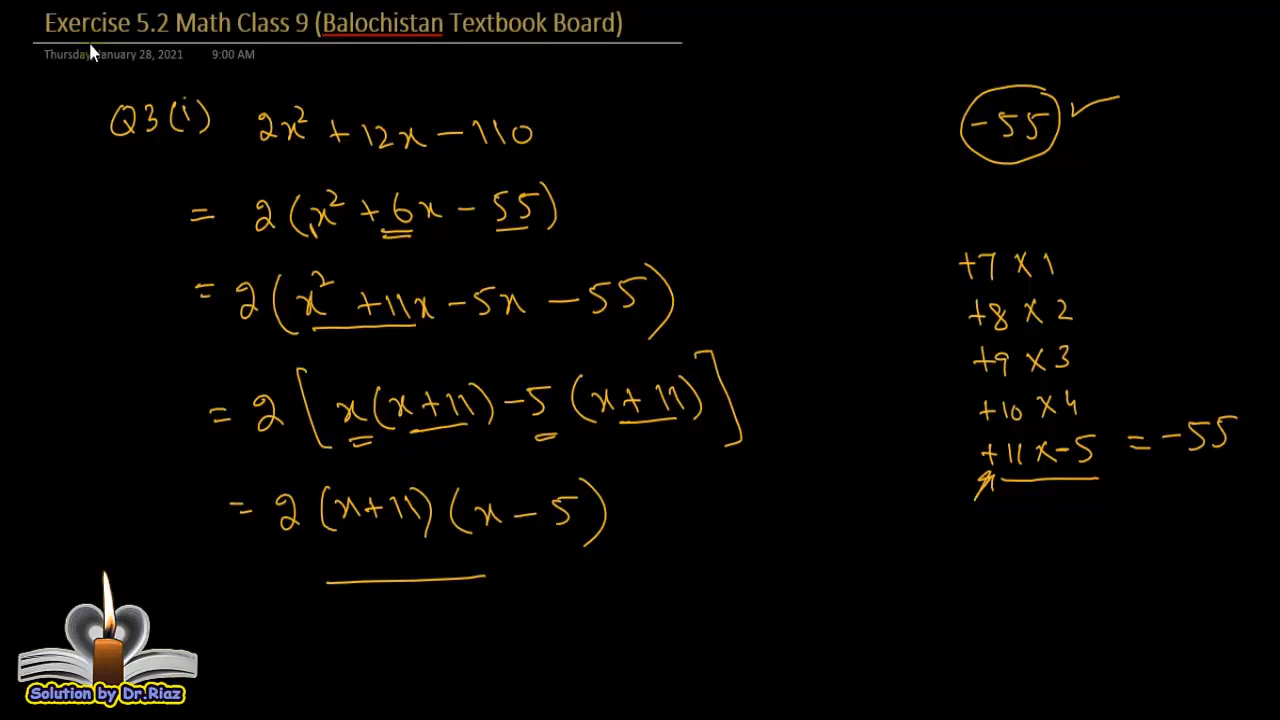 Exercise 5.2 Math Class 9 (Balochistan Textbook Board)
Thursday, January 28, 2021 9:00 AM
Q3(i) 2x² + 12x - 110
= 2(x² + 6x - 55)
= 2(x² + 11x - 5x - 55)
= 2[x(x+11) - 5(x+11)]
= 2(x+11)(x-5)
-55 ✓
+7 × 1
+8 × 2
+9 × 3
+10 × 4
+11 × -5 = -55
Solution by Dr.Riaz